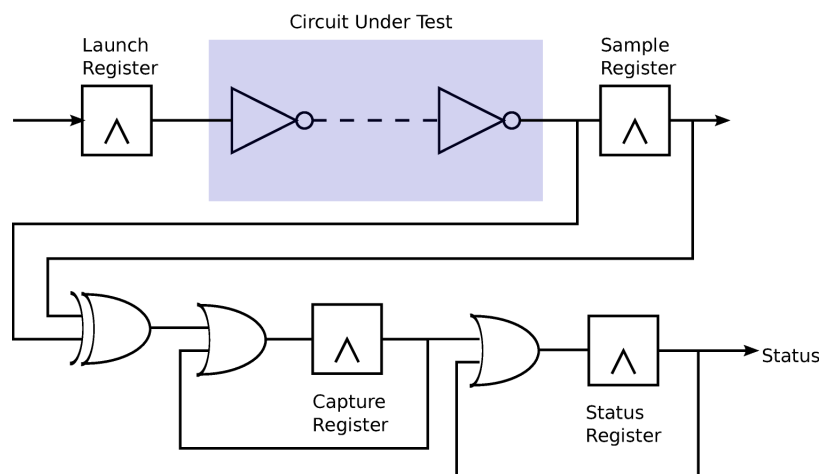 Circuit Under Test
Launch
Register
Sample
Register
Capture
Register
Status
Register
Status